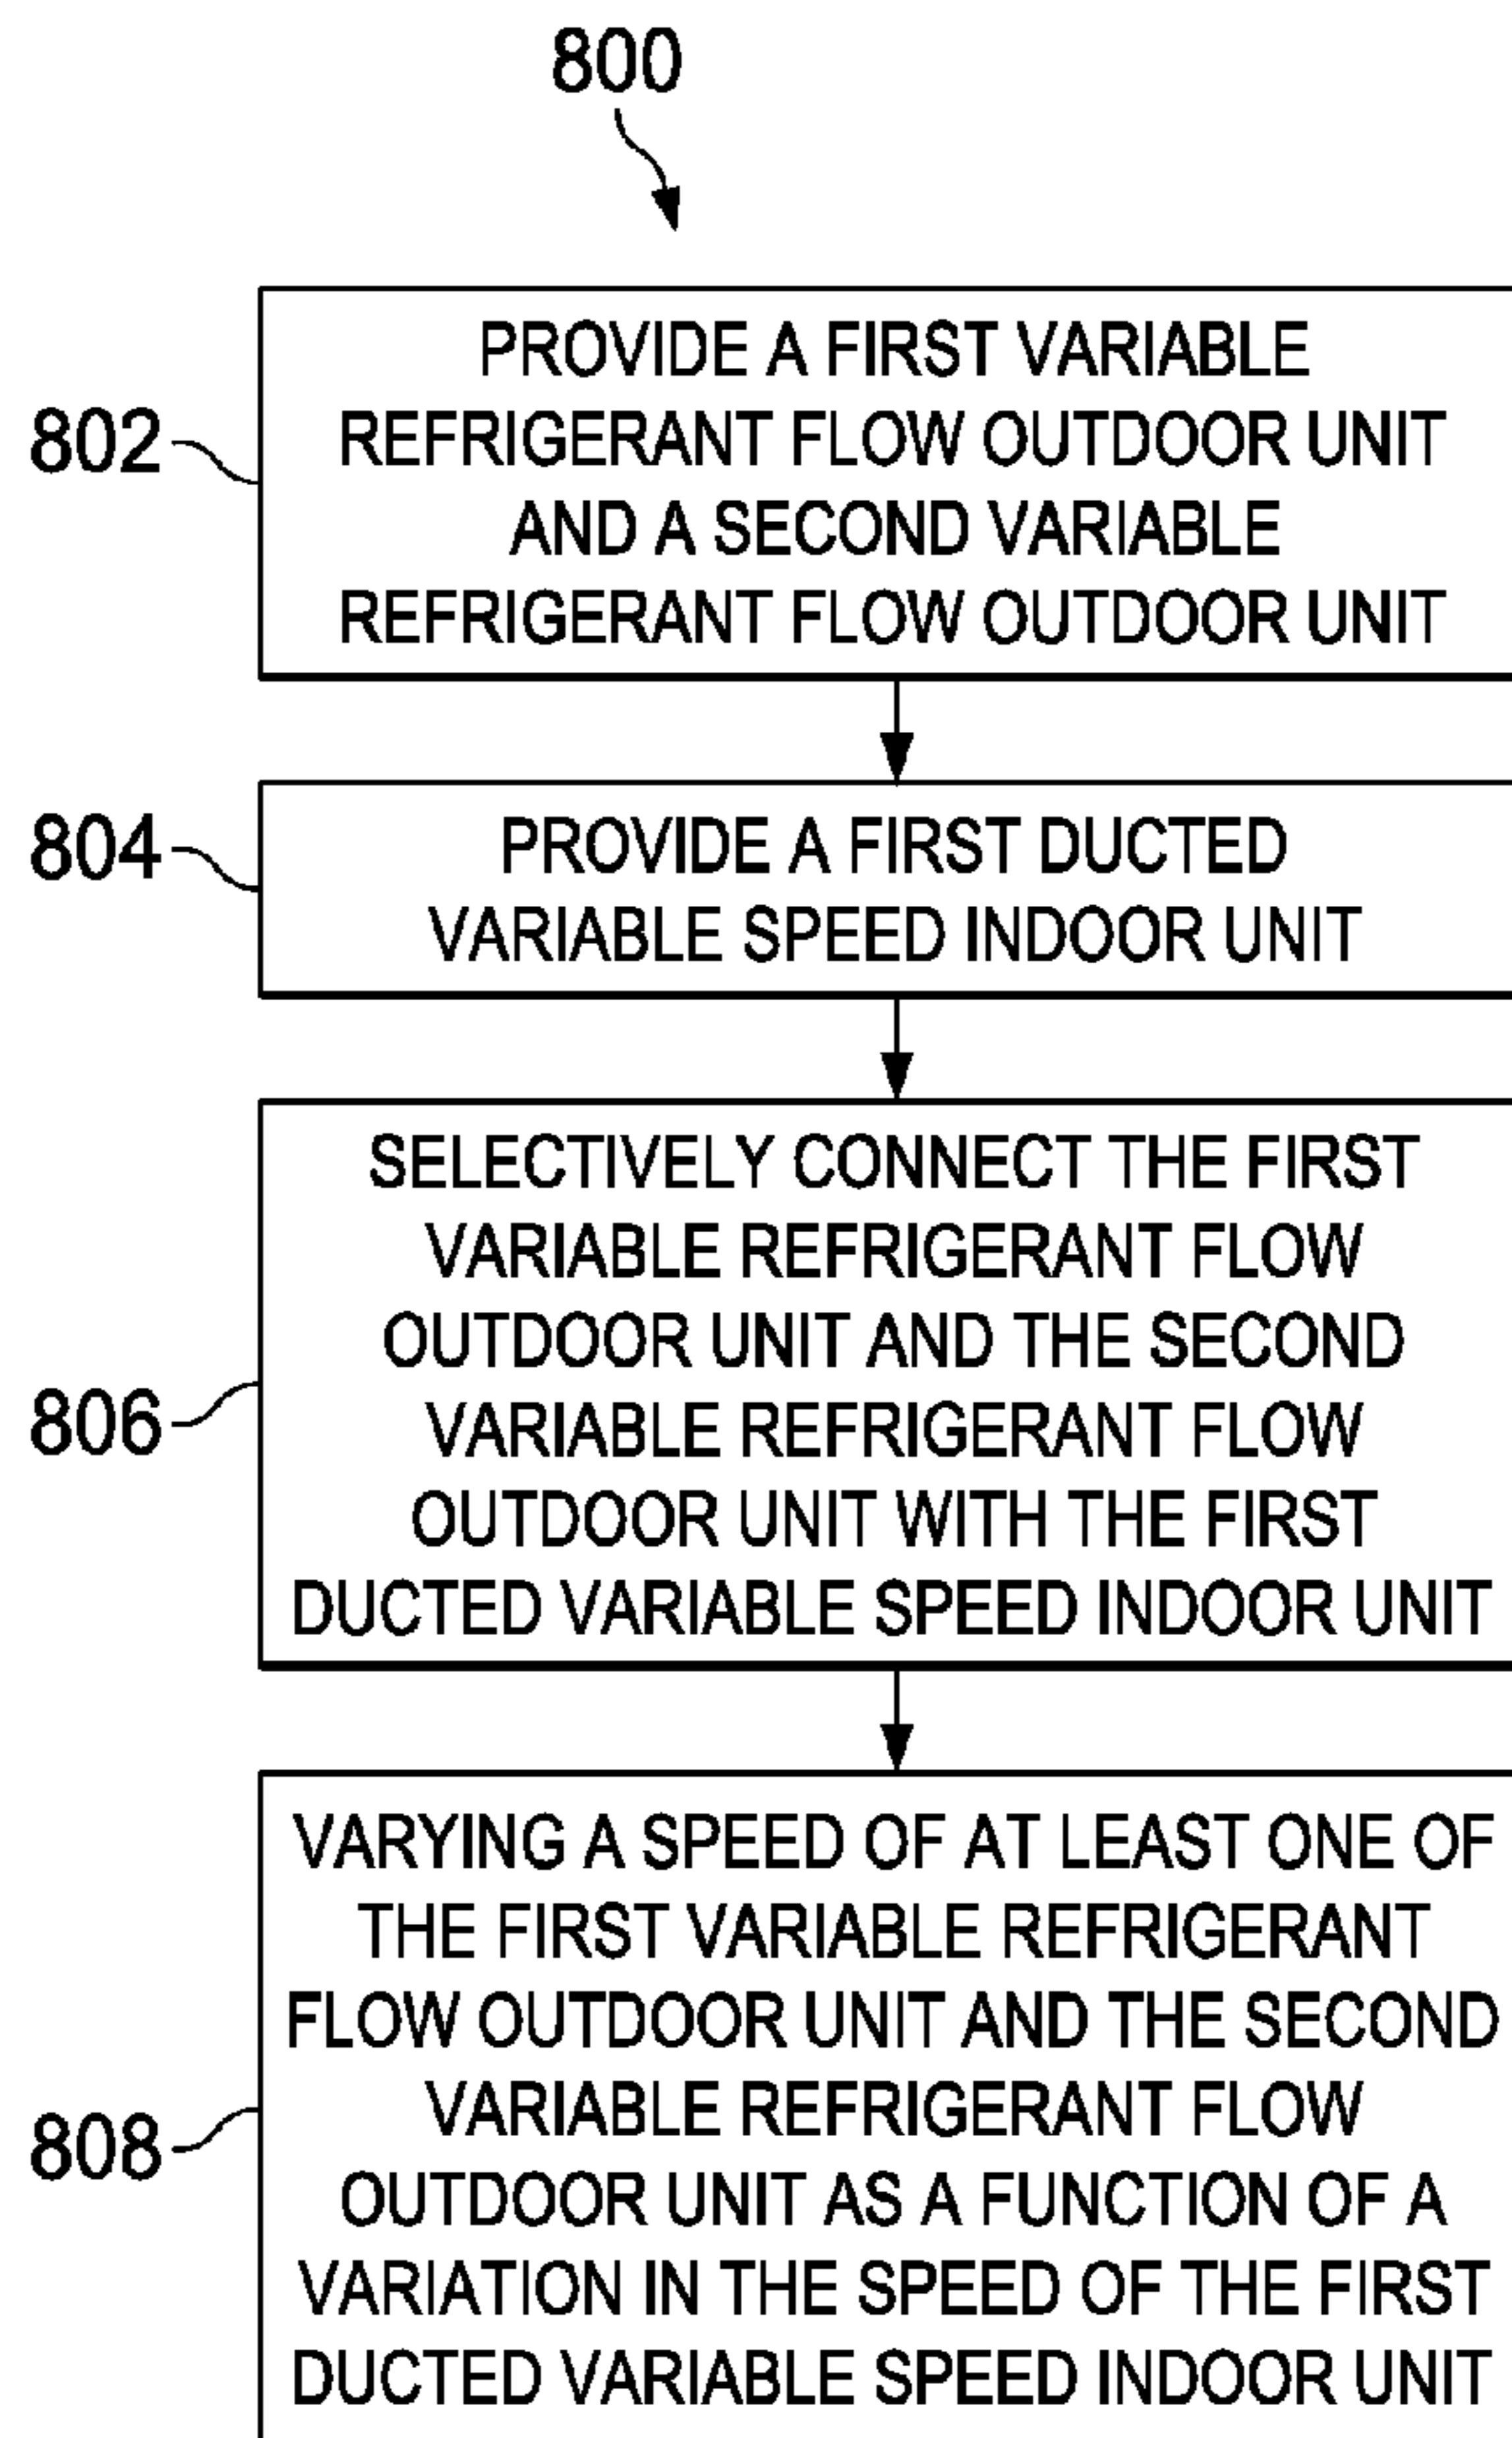 800
802
PROVIDE A FIRST VARIABLE
REFRIGERANT FLOW OUTDOOR UNIT
AND A SECOND VARIABLE
REFRIGERANT FLOW OUTDOOR UNIT
804
PROVIDE A FIRST DUCTED
VARIABLE SPEED INDOOR UNIT
806
SELECTIVELY CONNECT THE FIRST
VARIABLE REFRIGERANT FLOW
OUTDOOR UNIT AND THE SECOND
VARIABLE REFRIGERANT FLOW
OUTDOOR UNIT WITH THE FIRST
DUCTED VARIABLE SPEED INDOOR UNIT
808
VARYING A SPEED OF AT LEAST ONE OF
THE FIRST VARIABLE REFRIGERANT
FLOW OUTDOOR UNIT AND THE SECOND
VARIABLE REFRIGERANT FLOW
OUTDOOR UNIT AS A FUNCTION OF A
VARIATION IN THE SPEED OF THE FIRST
DUCTED VARIABLE SPEED INDOOR UNIT